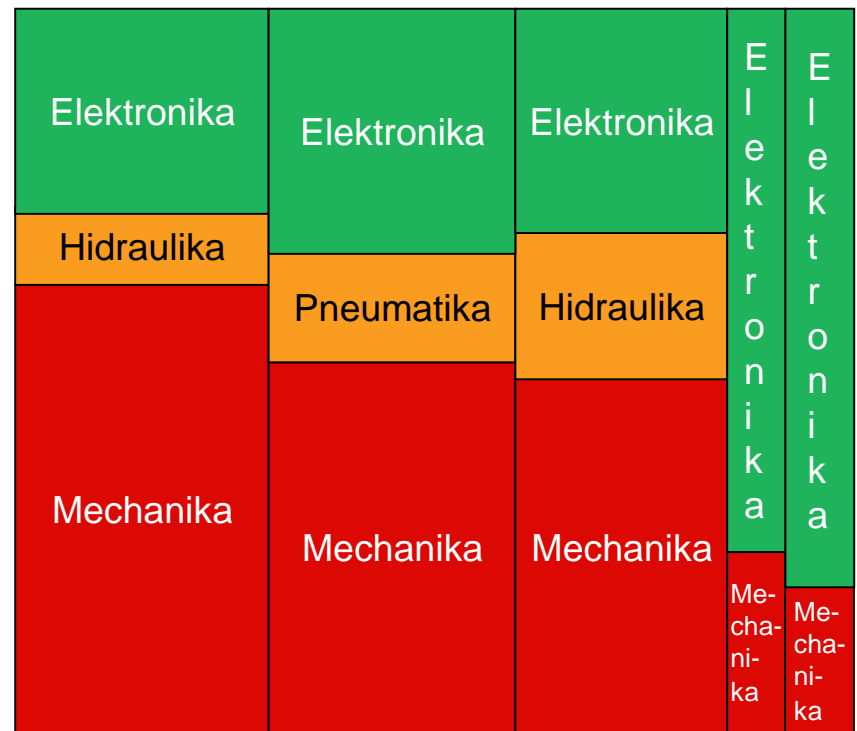 Elektronika
Hidraulika
Mechanika
Elektronika
Pneumatika
Mechanika
Elektronika
Hidraulika
Mechanika
E
l
e
k
t
r
o
n
i
k
a
Me-
cha-
ni-
ka
E
l
e
k
t
r
o
n
i
k
a
Me-
cha-
ni-
ka